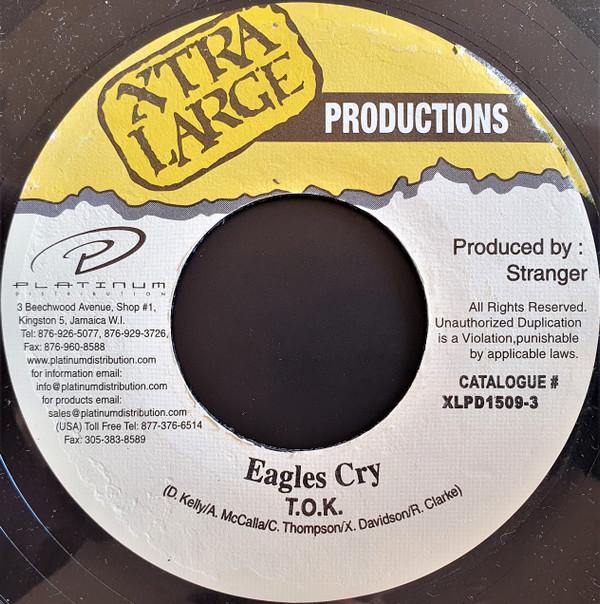 XTRA
LARGE
PRODUCTIONS
PLATINUM
DISTRIBUTION
3 Beechwood Avenue, Shop #1,
Kingston 5, Jamaica W.I.
Tel: 876-926-5077, 876-929-3726,
Fax: 876-960-8588
www.platinumdistribution.com
for information email:
info@platinumdistribution.com
for products email:
sales@platinumdistribution.com
(USA) Toll Free Tel: 877-376-6514
Fax: 305-383-8589
Produced by :
Stranger
All Rights Reserved.
Unauthorized Duplication
is a Violation,punishable
by applicable laws.
CATALOGUE #
XLPD1509-3
Eagles Cry
T.O.K.
(D. Kelly/A. McCalla/C. Thompson/X. Davidson/R. Clarke)